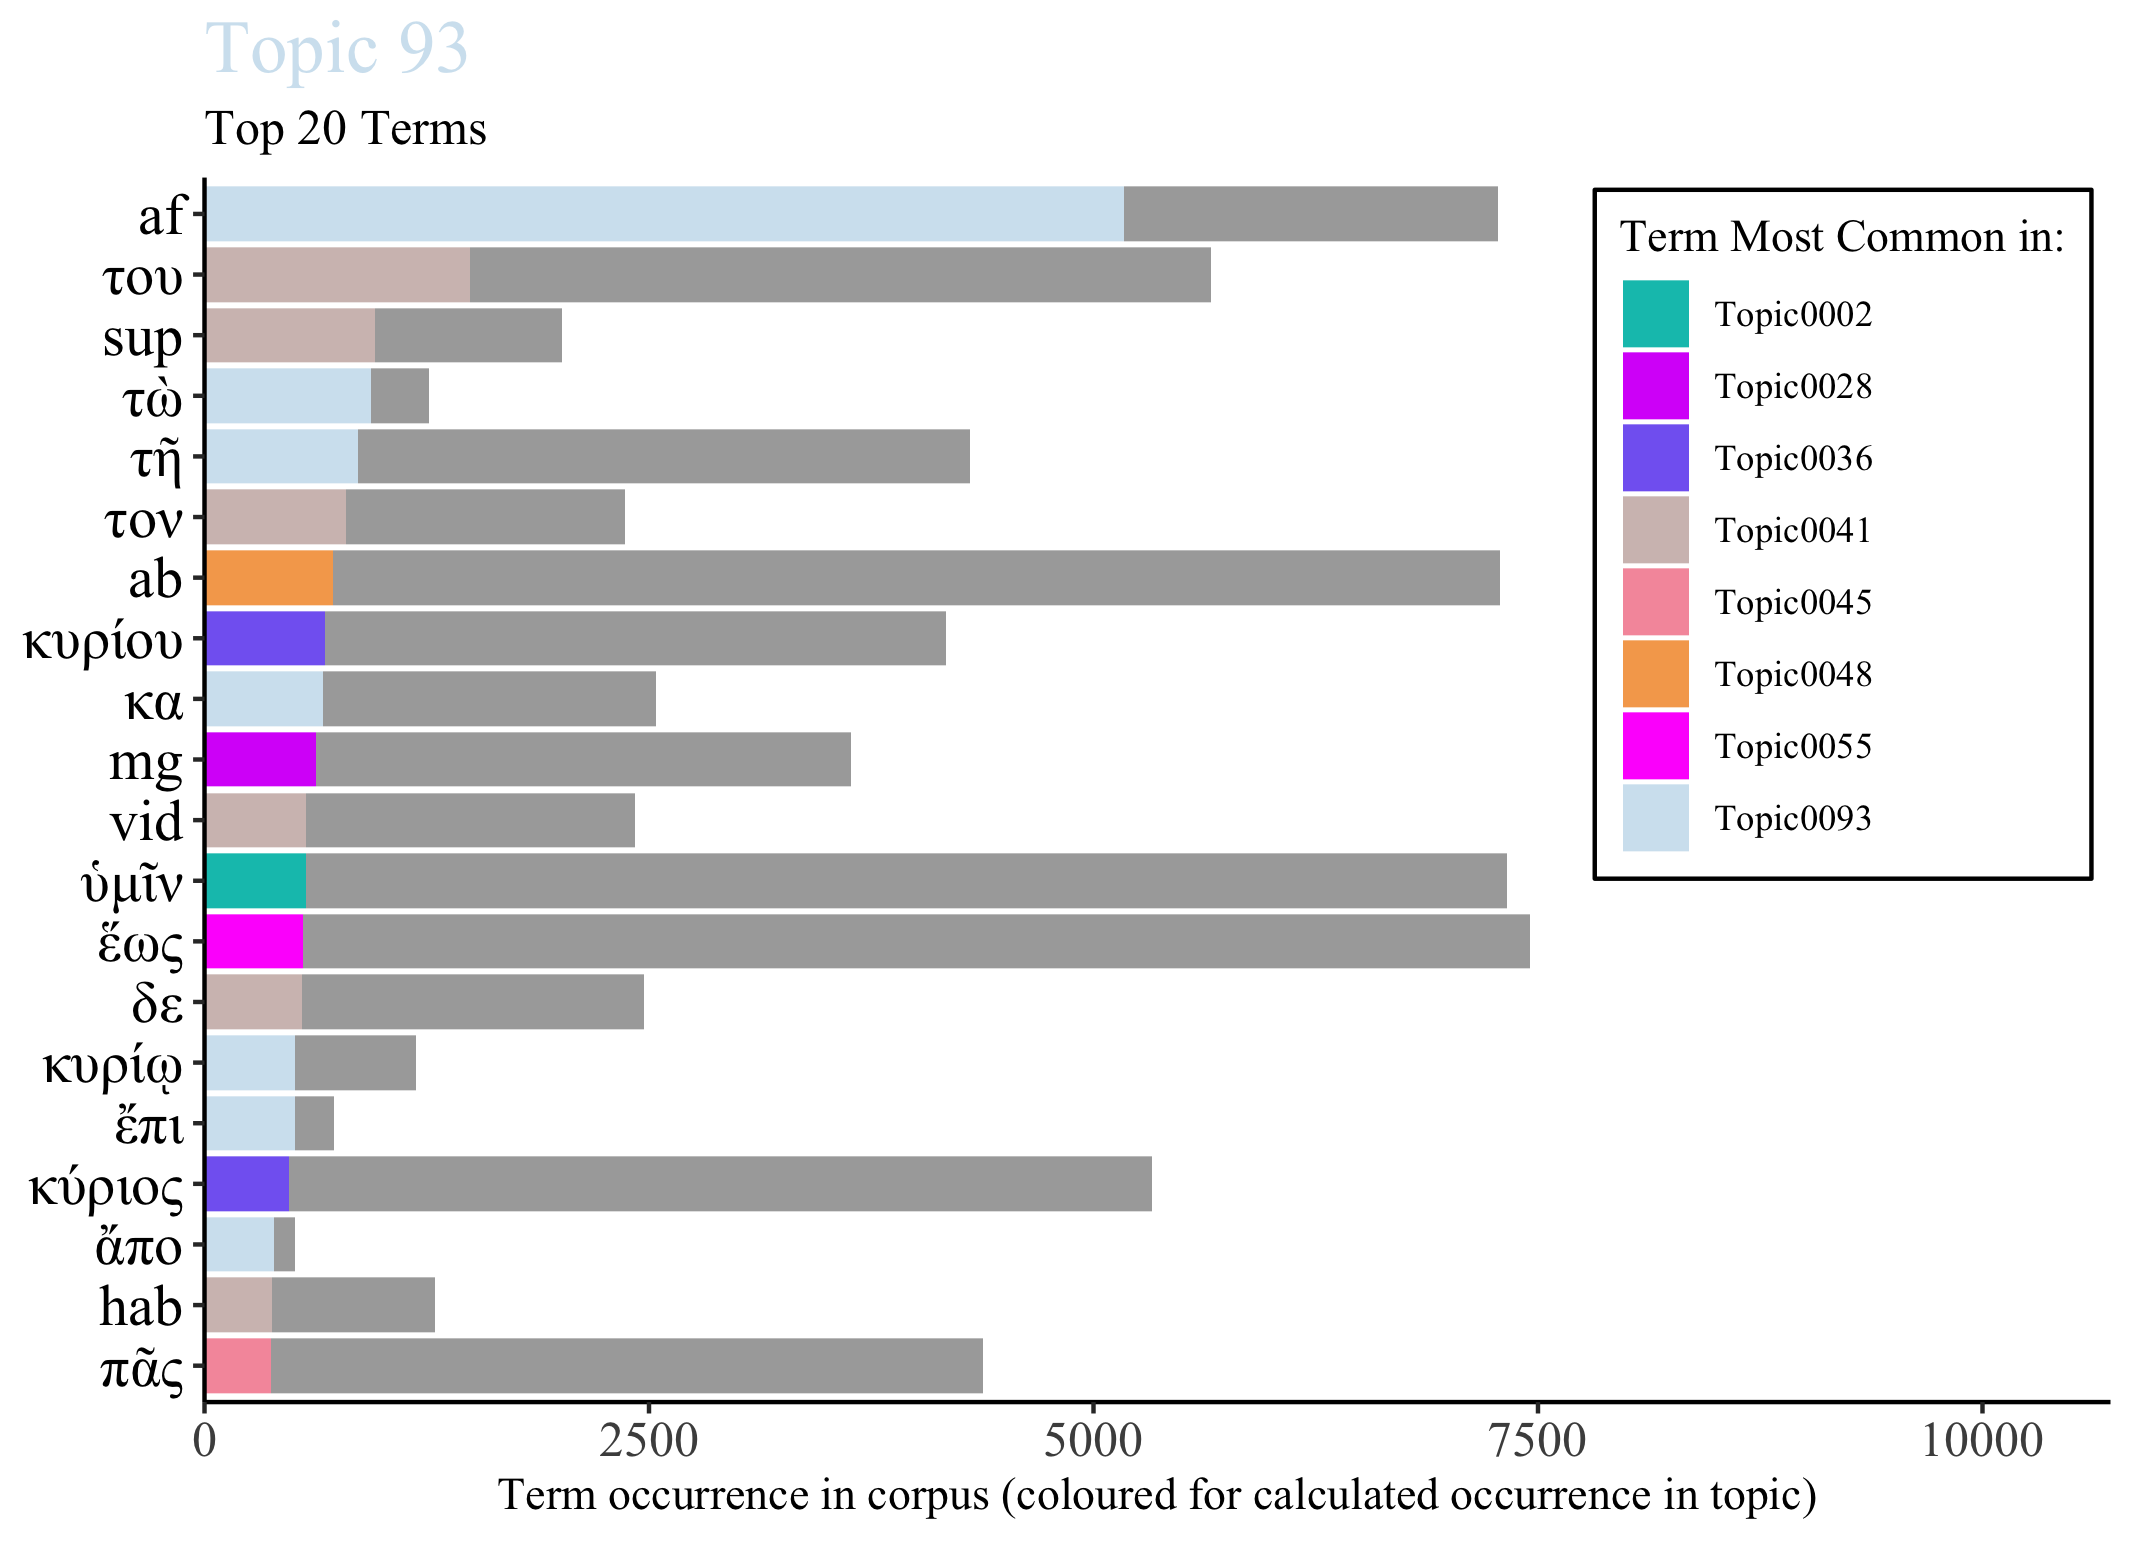 Topic 93
Top 20 Terms
af
του
sup
τὼ
τῆ
τον
ab
κυρίου
κα
mg
vid
ὑμῖν
ἕως
δε
κυρίῳ
ἔπι
κύριος
ἄπο
hab
πᾶς
0 2500 5000 7500 10000
Term occurrence in corpus (coloured for calculated occurrence in topic)
Term Most Common in:
Topic0002
Topic0028
Topic0036
Topic0041
Topic0045
Topic0048
Topic0055
Topic0093